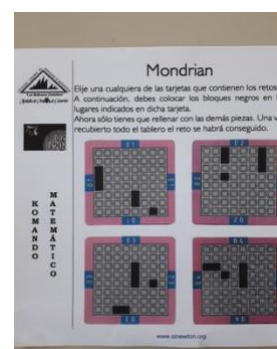 Mondrian
Elije una cualquiera de las tarjetas que contienen los retos
A continuación, debes colocar los bloques negros en
lugares indicados en dicha tarjeta.
Ahora sólo tienes que rellenar con las demás piezas. Una v
recubierto todo el tablero el reto se habrá conseguido.
KOMANDO
MATEMÁTICO
www.sinewton.org